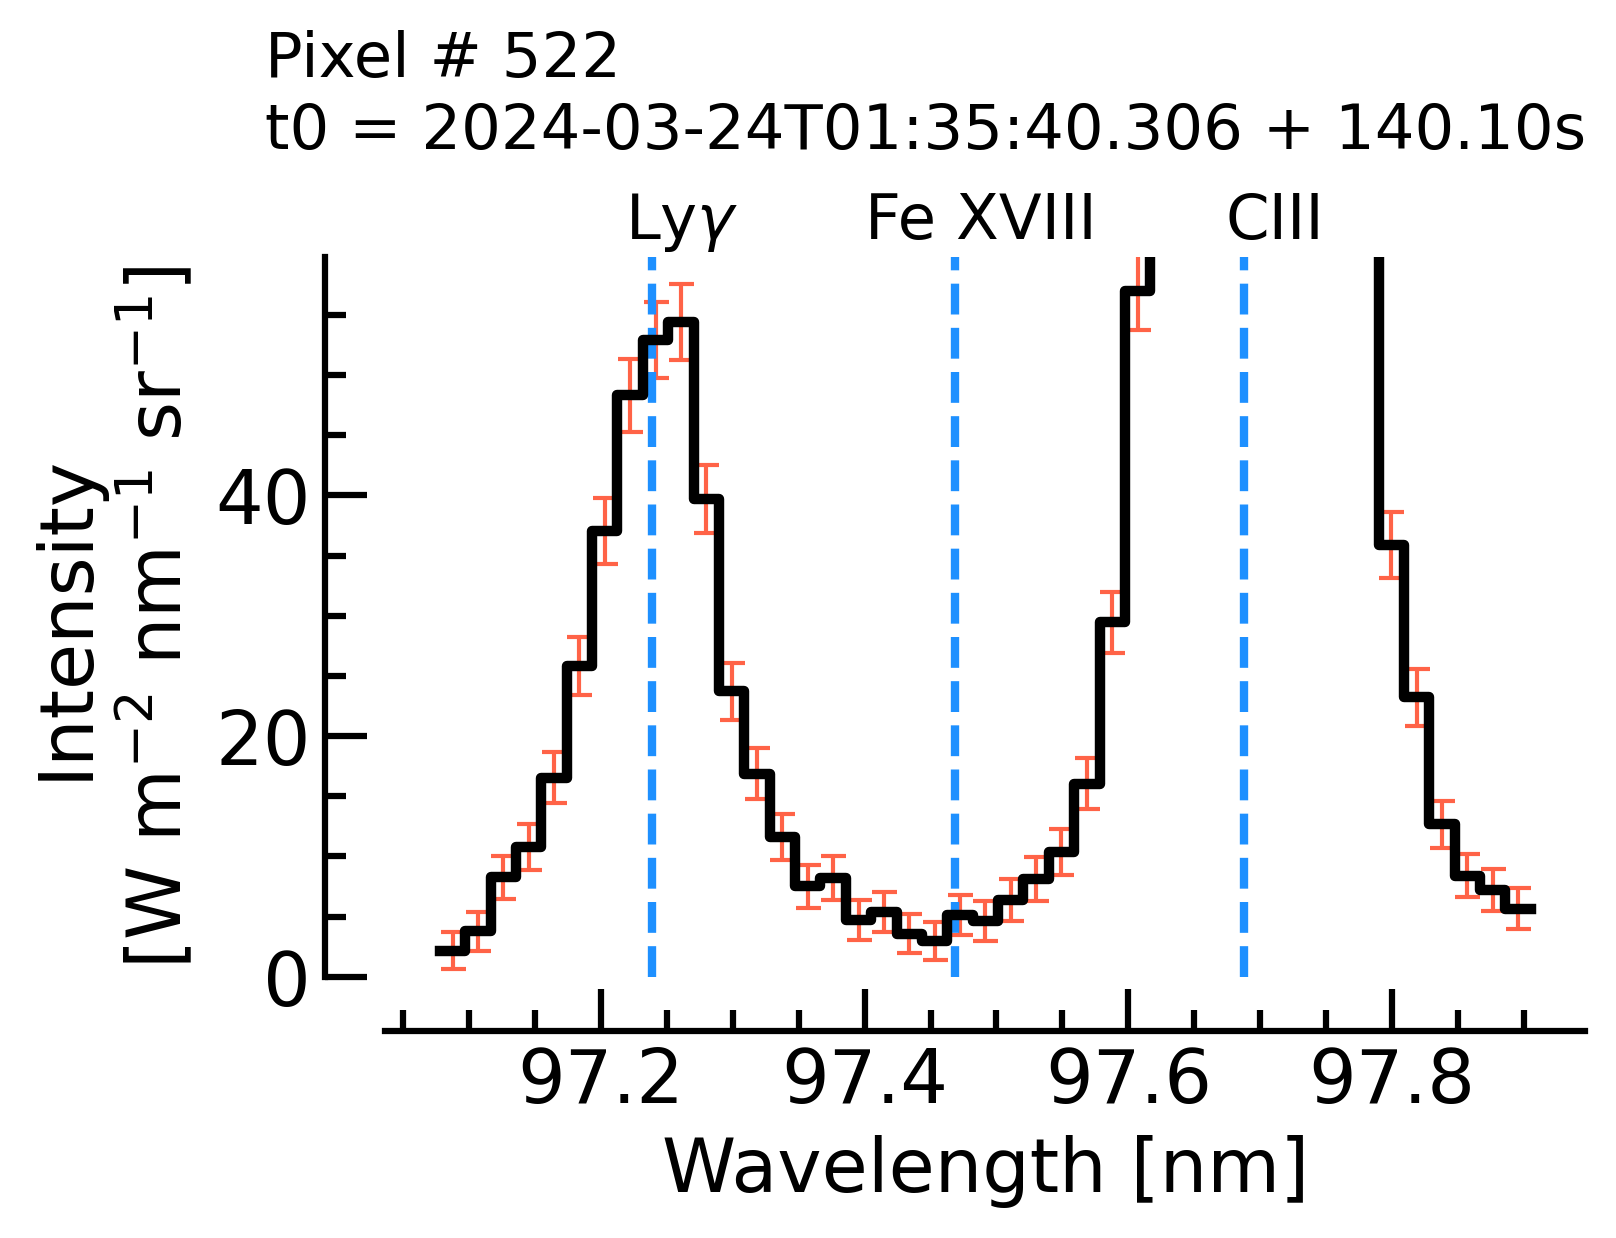 Pixel # 522
t0 = 2024-03-24T01:35:40.306 + 140.10s
Lyγ Fe XVIII CIII
Intensity
[W m⁻² nm⁻¹ sr⁻¹]
40
20
0
97.2 97.4 97.6 97.8
Wavelength [nm]